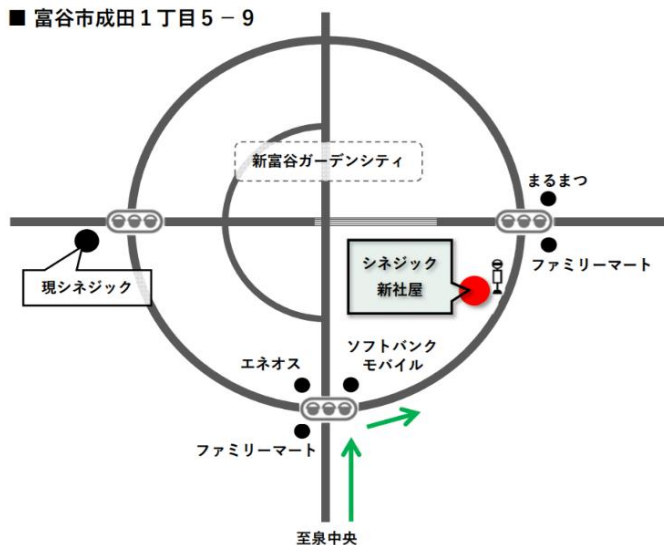 ■ 富谷市成田１丁目５－９
新富谷ガーデンシティ
まるまつ
ファミリーマート
シネジック
新社屋
現シネジック
エネオス
ソフトバンク
モバイル
ファミリーマート
至泉中央